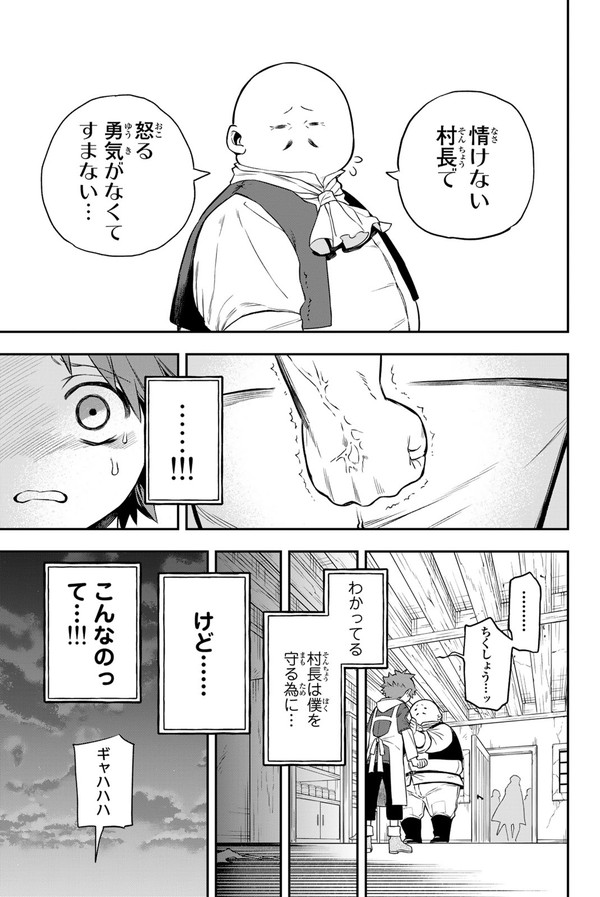 情けない
村長で
怒る
勇気がなくて
すまない…
………!!!
………
ちくしょう…ッ
わかってる
村長は僕を
守る為に…
けど……
こんなのっ
て…!!!
ギャハハハ